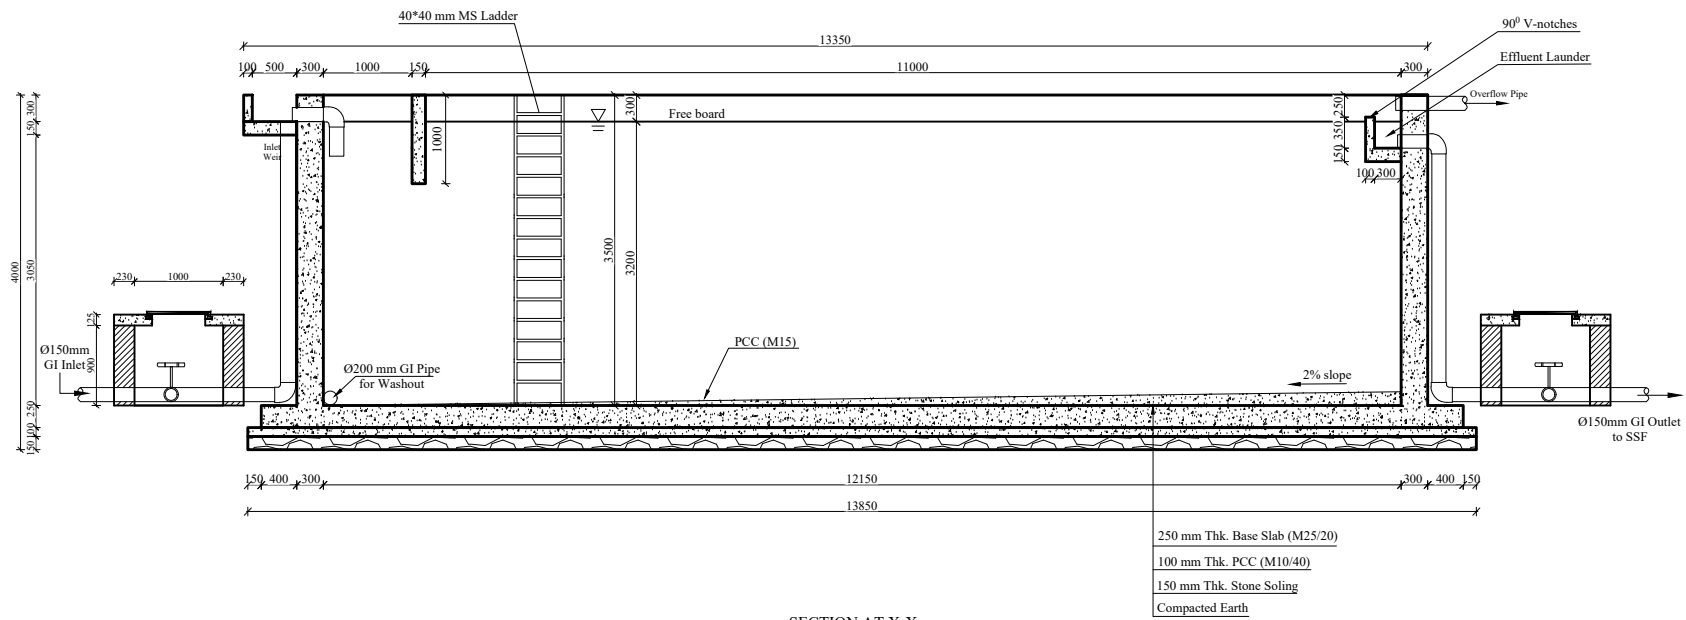 40*40 mm MS Ladder
90⁰ V-notches
13350
Effluent Launder
100 500 300 1000 150 11000 300
Overflow Pipe
Free board
300
150
3050
4000
300
1000
3500
3200
250
350
150
100 300
Inlet
Weir
230 1000 230
125
900
Ø150mm
GI Inlet
Ø200 mm GI Pipe
for Washout
PCC (M15)
2% slope
250
100
150
Ø150mm GI Outlet
to SSF
150 400 300 12150 300 400 150
13850
250 mm Thk. Base Slab (M25/20)
100 mm Thk. PCC (M10/40)
150 mm Thk. Stone Soling
Compacted Earth
SECTION AT X-X